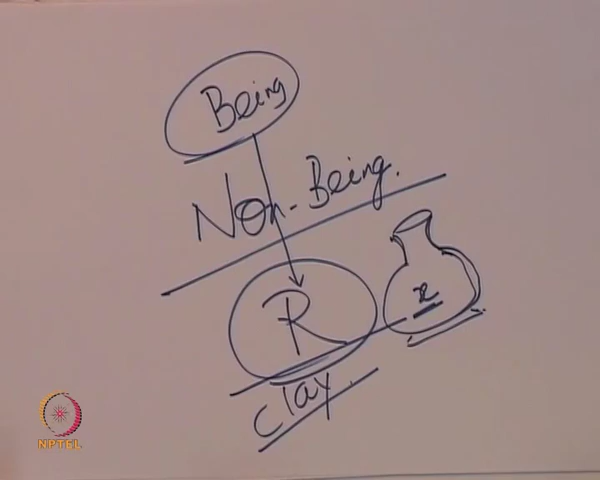 Being
Non-Being.
R
x
clay.
NPTEL